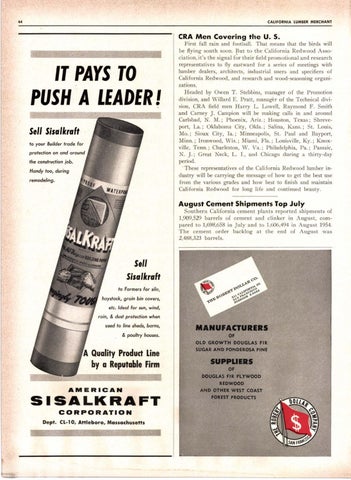 64
CALIFORNIA LUMBER MERCHANT
IT PAYS TO
PUSH A LEADER!
Sell Sisalkraft
to your Builder trade for
protection on and around
the construction job.
Handy too, during
remodeling.
SISALKRAFT
Sell
Sisalkraft
to Farmers for silo,
haystack, grain bin covers,
etc. Ideal for sun, wind,
rain, & dust protection when
used to line sheds, barns,
& poultry houses.
A Quality Product Line
by a Reputable Firm
AMERICAN
SISALKRAFT
CORPORATION
Dept. CL-10, Attleboro, Massachusetts
CRA Men Covering the U. S.
First fall rain and football. That means that the birds will
be flying south soon. But to the California Redwood Asso-
ciation, it's the signal for their field promotional and research
representatives to fly outward for a series of meetings with
lumber dealers, architects, industrial users and specifiers of
California Redwood, and research and wood-seasoning organi-
zations.
Headed by Owen T. Stebbins, manager of the Promotion
division, and Willard E. Pratt, manager of the Technical divi-
sion, CRA field men Harry L. Lowell, Raymond F. Smith
and Carney J. Campion will be making calls in and around
Carlsbad, N. M.; Phoenix, Ariz.; Houston, Texas; Shreve-
port, La.; Oklahoma City, Okla.; Salina, Kans.; St. Louis,
Mo.; Sioux City, Ia.; Minneapolis, St. Paul and Rupert,
Minn.; Ironwood, Wis.; Miami, Fla.; Louisville, Ky.; Knox-
ville, Tenn.; Charleston, W. Va.; Philadelphia, Pa.; Passaic,
N. J.; Great Neck, L. I., and Chicago during a thirty-day
period.
These representatives of the California Redwood lumber in-
dustry will be carrying the message of how to get the best use
from the various grades and how best to finish and maintain
California Redwood for long life and continued beauty.
August Cement Shipments Top July
Southern California cement plants reported shipments of
1,909,829 barrels of cement and clinker in August, com-
pared to 1,698,658 in July and to 1,606,494 in August 1954.
The cement order backlog at the end of August was
2,488,323 barrels.
THE ROBERT DOLLAR CO.
MANUFACTURERS
OF
OLD GROWTH DOUGLAS FIR
SUGAR AND PONDEROSA PINE
SUPPLIERS
OF
DOUGLAS FIR PLYWOOD
REDWOOD
AND OTHER WEST COAST
FOREST PRODUCTS
THE ROBERT DOLLAR COMPANY
$
SAN FRANCISCO